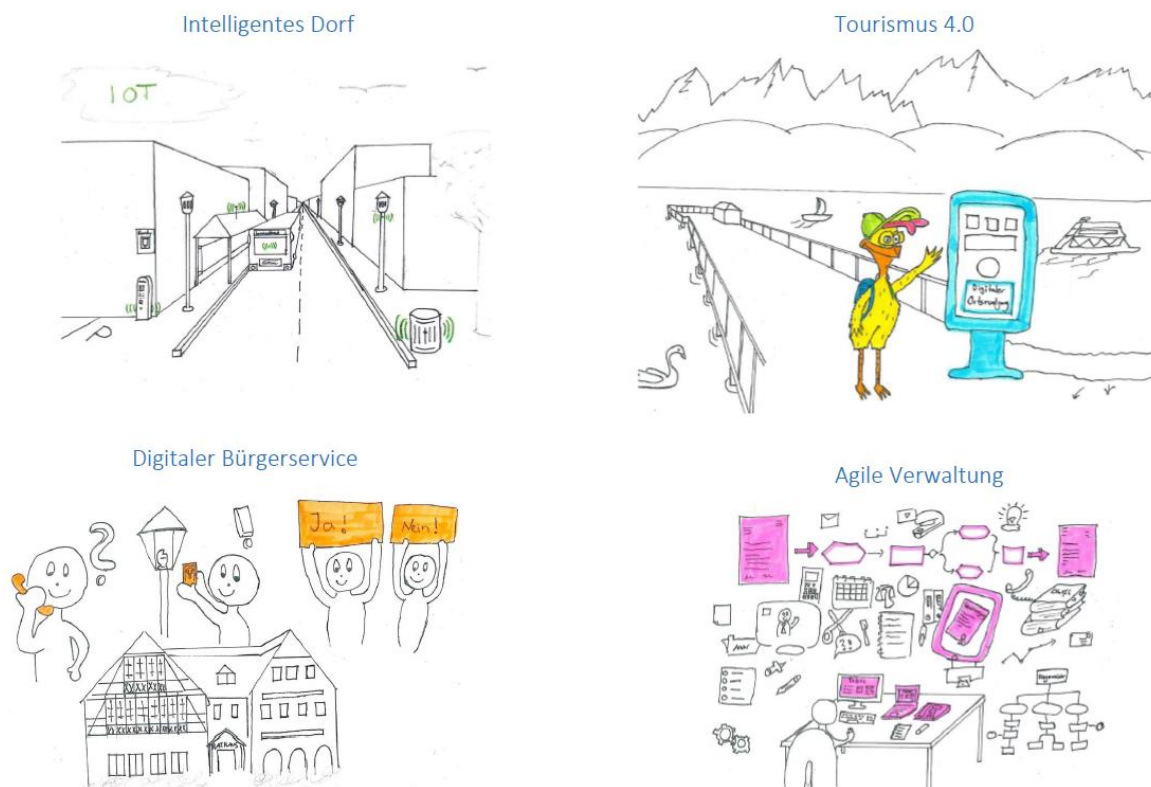 Intelligentes Dorf
IOT
P
Tourismus 4.0
Digitaler
Ortsrundgang
Digitaler Bürgerservice
Ja!
Nein!
RATHAUS
Agile Verwaltung